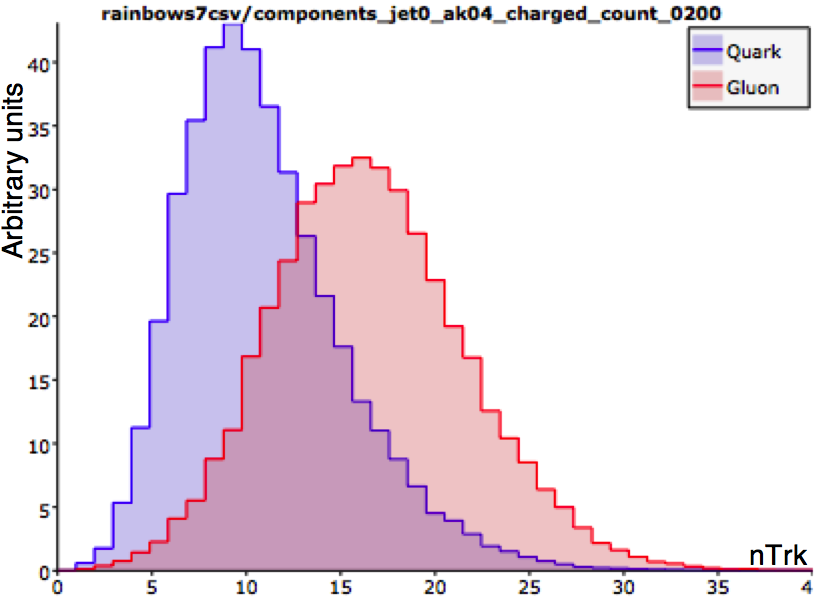 rainbows7csv/components_jet0_ak04_charged_count_0200
Quark
Gluon
Arbitrary units
40
35
30
25
20
15
10
5
0
nTrk
0 5 10 15 20 25 30 35 4